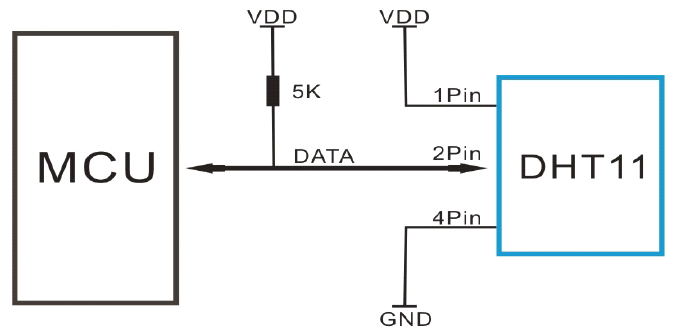 VDD
VDD
5K
1Pin
MCU
DATA
2Pin
DHT11
4Pin
GND